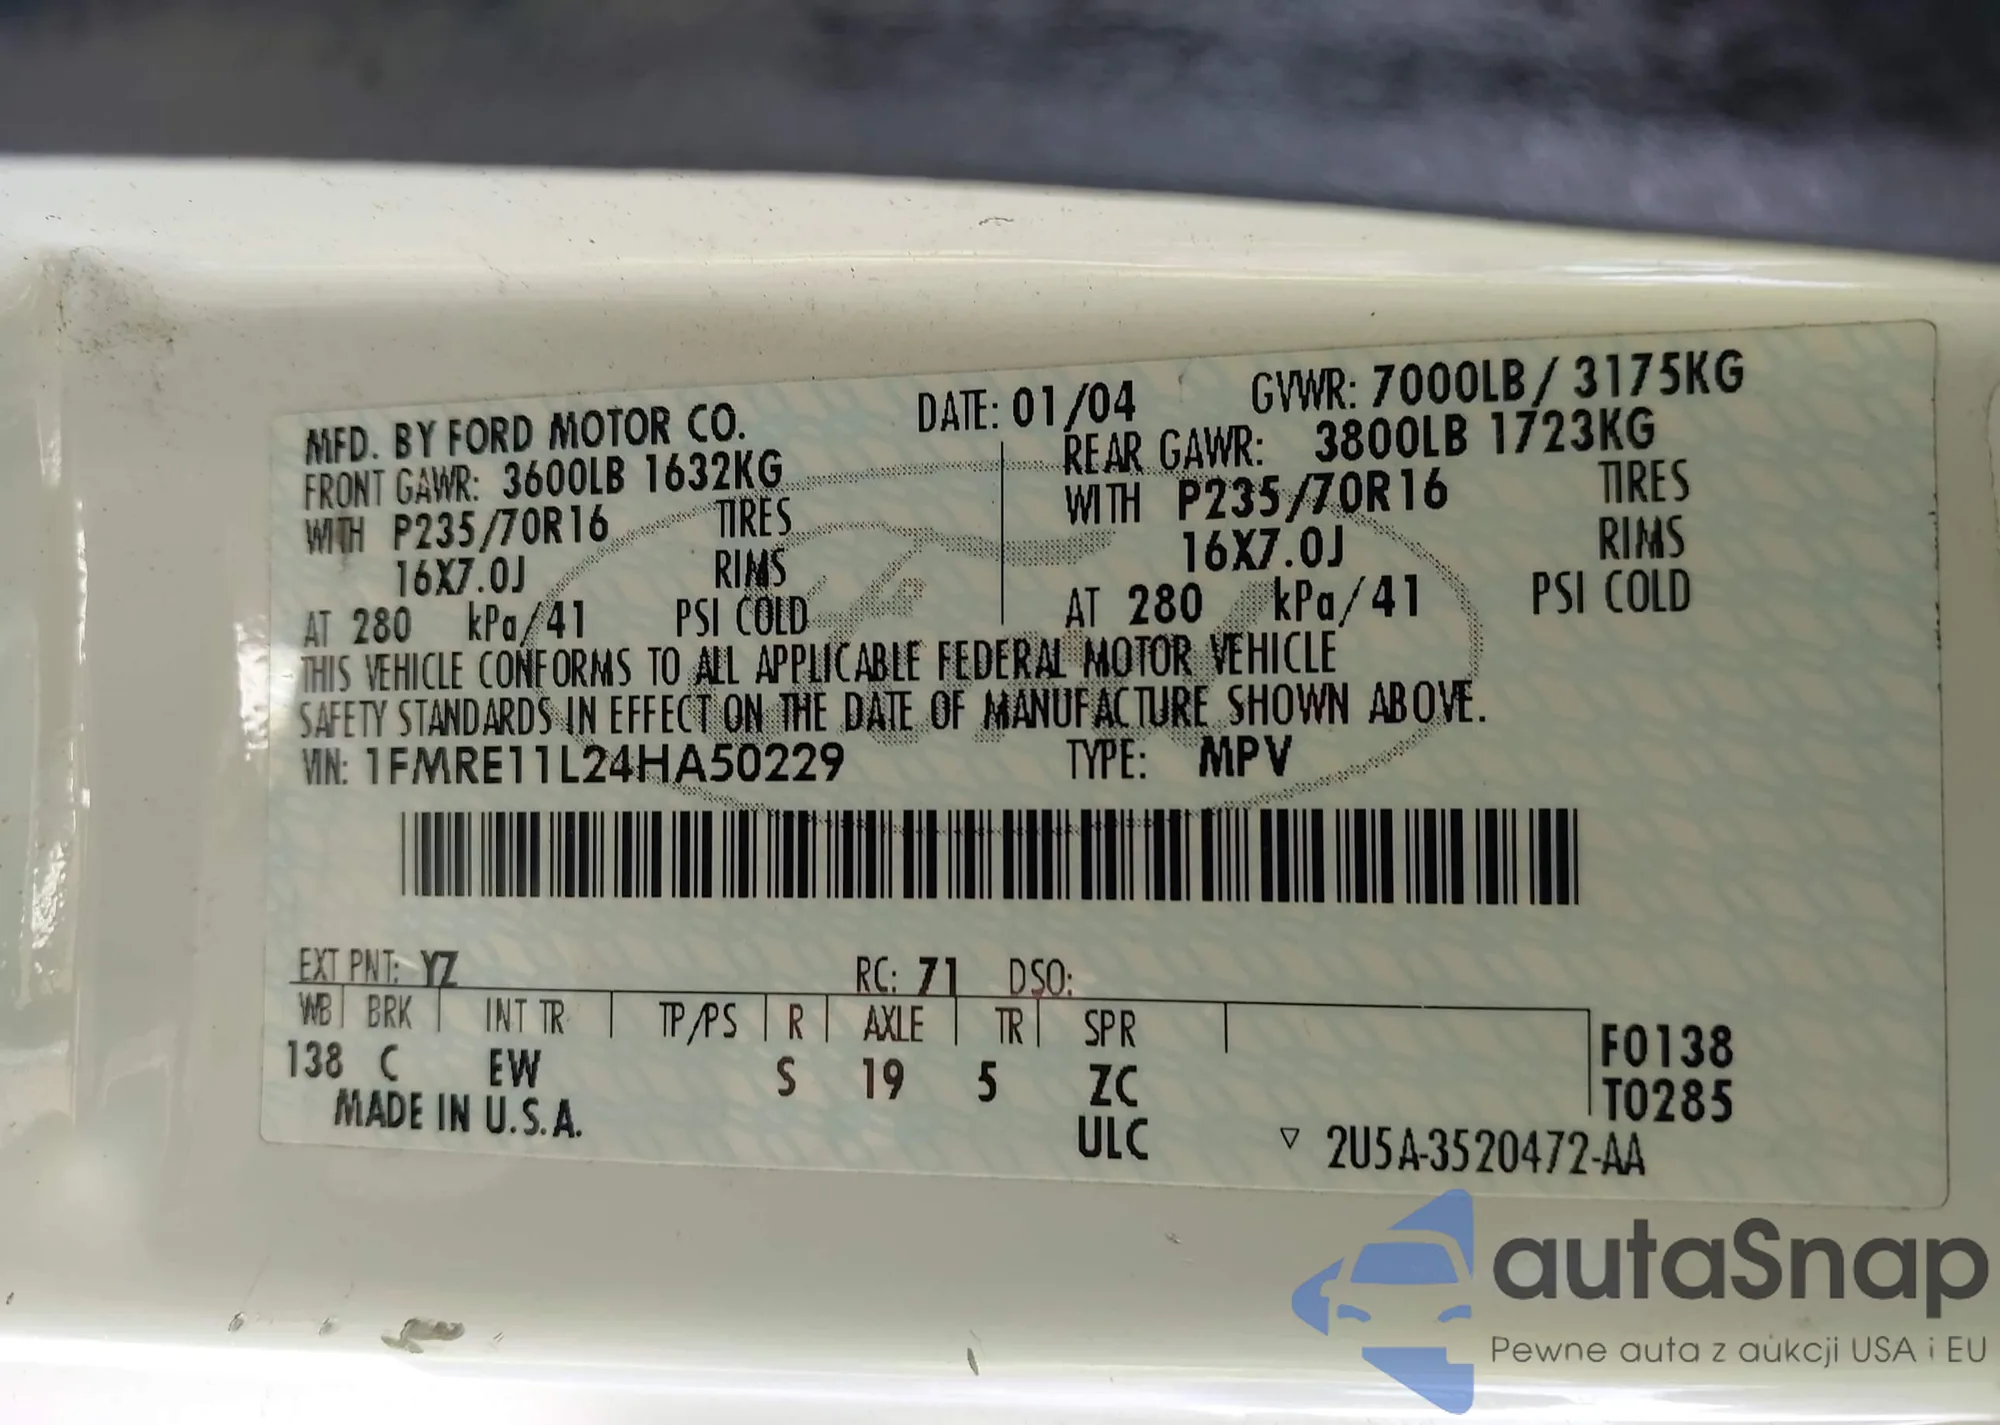 MFD. BY FORD MOTOR CO. DATE: 01/04 GVWR: 7000LB / 3175KG
FRONT GAWR: 3600LB 1632KG REAR GAWR: 3800LB 1723KG
WITH P235/70R16 TIRES WITH P235/70R16 TIRES
16X7.0J RIMS 16X7.0J RIMS
AT 280 kPa/41 PSI COLD AT 280 kPa/41 PSI COLD
THIS VEHICLE CONFORMS TO ALL APPLICABLE FEDERAL MOTOR VEHICLE
SAFETY STANDARDS IN EFFECT ON THE DATE OF MANUFACTURE SHOWN ABOVE.
VIN: 1FMRE11L24HA50229 TYPE: MPV
EXT PNT: YZ RC: 71 DSO:
WB BRK INT TR TP/PS R AXLE TR SPR F0138
138 C EW S 19 5 ZC T0285
MADE IN U.S.A. ULC ▽ 2U5A-3520472-AA
autaSnap
Pewne auta z aukcji USA i EU